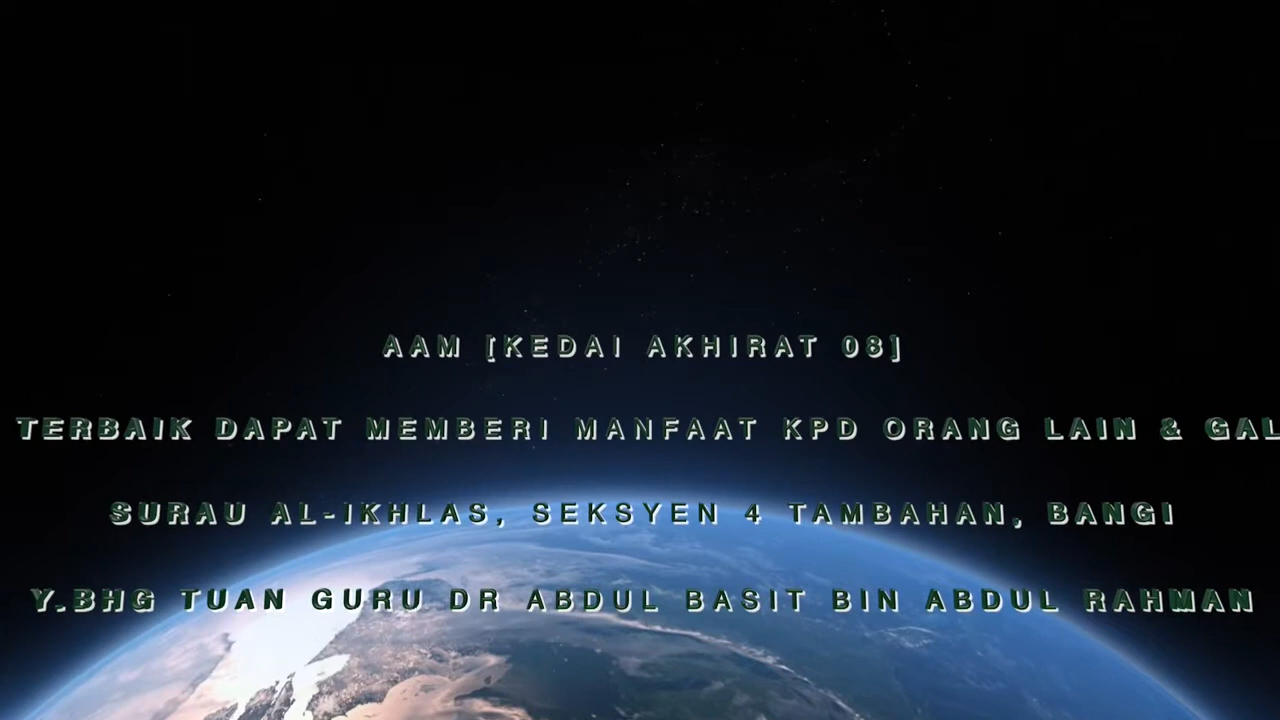 AAM [KEDAI AKHIRAT 08]
TERBAIK DAPAT MEMBERI MANFAAT KPD ORANG LAIN & GAL
SURAU AL-IKHLAS, SEKSYEN 4 TAMBAHAN, BANGI
Y.BHG TUAN GURU DR ABDUL BASIT BIN ABDUL RAHMAN